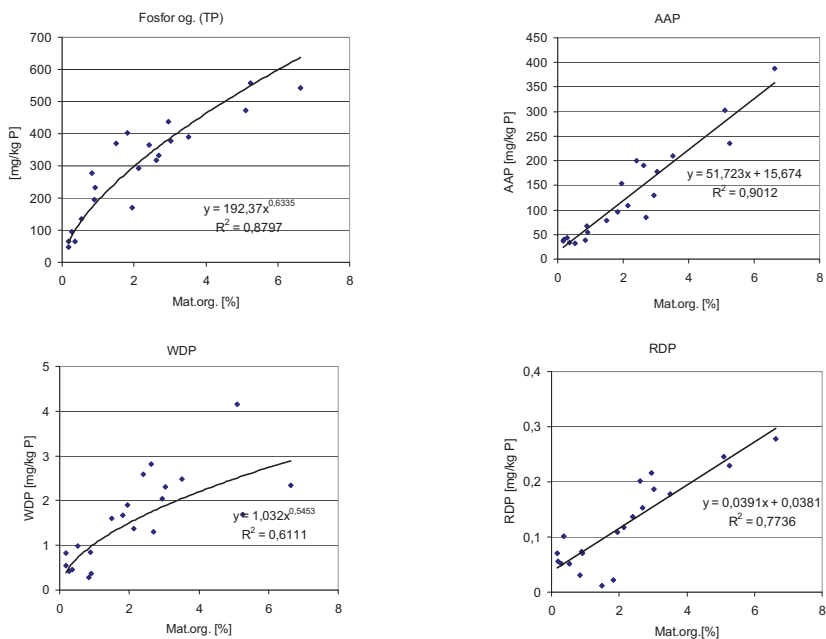 Fosfor og. (TP)
[mg/kg P]
700
600
500
400
300
200
100
0
y = 192,37x^0,6335
R² = 0,8797
0 2 4 6 8
Mat.org. [%]
AAP
AAP [mg/kg P]
450
400
350
300
250
200
150
100
50
0
y = 51,723x + 15,674
R² = 0,9012
0 2 4 6 8
Mat.org. [%]
WDP
WDP [mg/kg P]
5
4
3
2
1
0
y = 1,032x^0,5453
R² = 0,6111
0 2 4 6 8
Mat.org. [%]
RDP
RDP [mg/kg P]
0,4
0,3
0,2
0,1
0
y = 0,0391x + 0,0381
R² = 0,7736
0 2 4 6 8
Mat.org.[%]